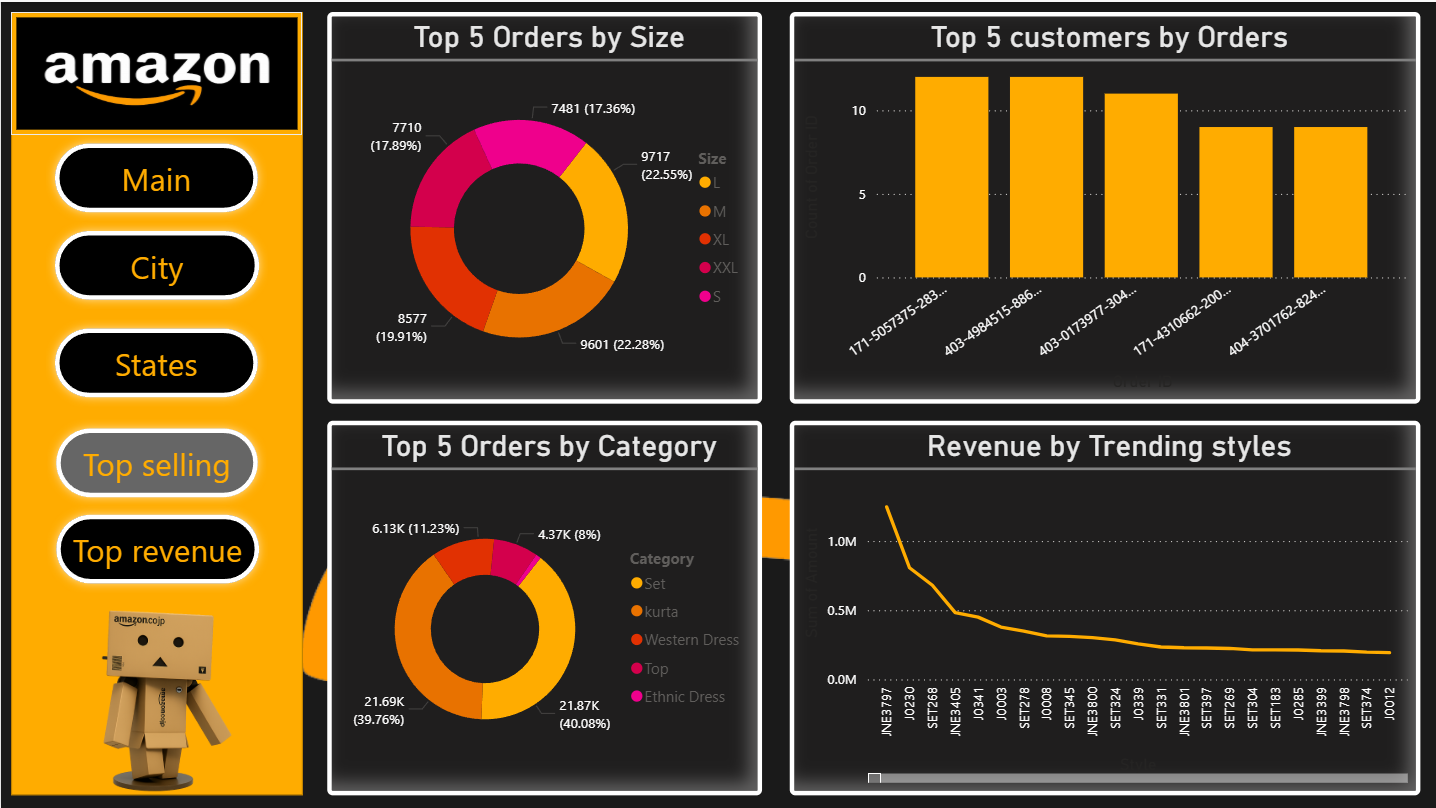 amazon
Main
City
States
Top selling
Top revenue
amazon.co.jp
Top 5 Orders by Size
7481 (17.36%)
7710
(17.89%)
9717
(22.55%)
8577
(19.91%)
9601 (22.28%)
Size
L
M
XL
XXL
S
Top 5 customers by Orders
Count of Order ID
10
5
0
171-5057375-283...
403-4984515-886...
403-0173977-304...
171-4310662-200...
404-3701762-824...
Order ID
Top 5 Orders by Category
6.13K (11.23%)
4.37K (8%)
21.69K
(39.76%)
21.87K
(40.08%)
Category
Set
kurta
Western Dress
Top
Ethnic Dress
Revenue by Trending styles
Sum of Amount
1.0M
0.5M
0.0M
JNE3797
J0230
SET268
JNE3405
J0341
J0003
SET278
J0008
SET345
JNE3800
SET324
J0339
SET331
JNE3801
SET397
SET269
SET304
SET183
J0285
JNE3399
JNE3798
SET374
J0012
Style